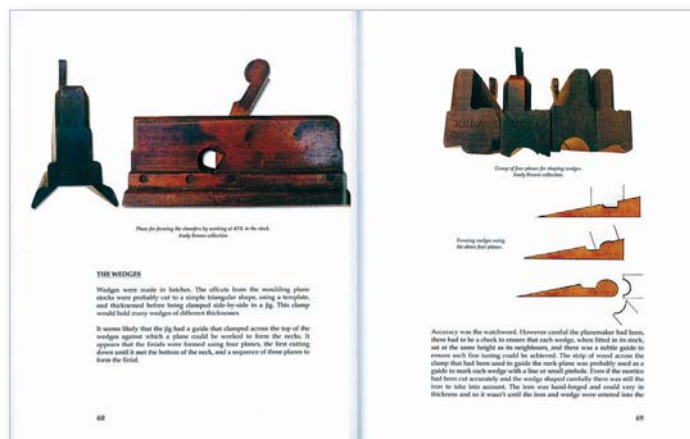 Plane for forming the chamfers by working at 45% to the stock.
Andy Brown collection
THE WEDGES
Wedges were made in batches. The offcuts from the moulding plane
stocks were probably cut to a simple triangular shape, using a template,
and thicknessed before being clamped side-by-side in a jig. This clamp
would hold many wedges of different thicknesses.
It seems likely that the jig had a guide that clamped across the top of the
wedges against which a plane could be worked to form the necks. It
appears that the finials were formed using four planes, the first cutting
down until it met the bottom of the neck, and a sequence of three planes to
form the finial.
68
Group of four planes for shaping wedges.
Andy Brown collection.
Forming wedges using
the above four planes.
Accuracy was the watchword. However careful the planemaker had been,
there had to be a check to ensure that each wedge, when fitted in its stock,
sat at the same height as its neighbours, and there was a subtle guide to
ensure such fine tuning could be achieved. The strip of wood across the
clamp that had been used to guide the neck-plane was probably used as a
guide to mark each wedge with a line or small pinhole. Even if the mortice
had been cut accurately and the wedge shaped carefully there was still the
iron to take into account. The iron was hand-forged and could vary in
thickness and so it wasn't until the iron and wedge were entered into the
69